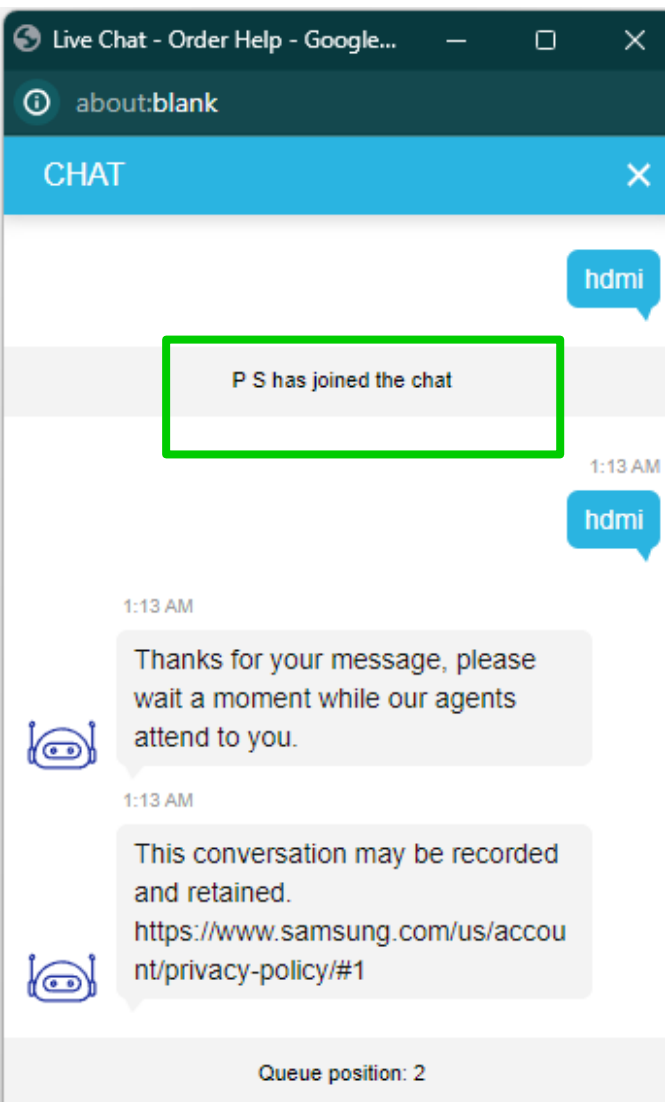 Live Chat - Order Help - Google...
about:blank
CHAT
hdmi
P S has joined the chat
1:13 AM
hdmi
1:13 AM
Thanks for your message, please
wait a moment while our agents
attend to you.
1:13 AM
This conversation may be recorded
and retained.
https://www.samsung.com/us/accou
nt/privacy-policy/#1
Queue position: 2